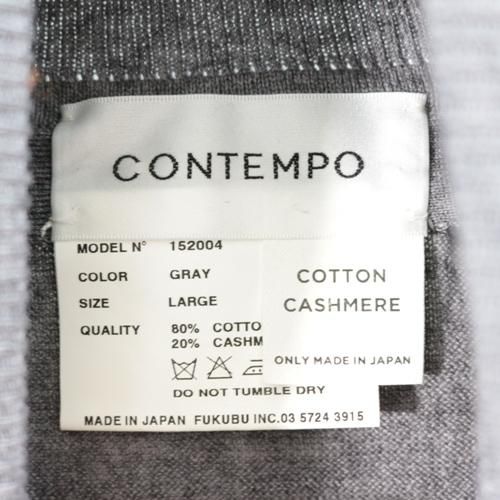 CONTEMPO
MODEL N° 152004
COLOR GRAY
SIZE LARGE
QUALITY 80% COTTO
20% CASHM
DO NOT TUMBLE DRY
MADE IN JAPAN FUKUBU INC.03 5724 3915
COTTON
CASHMERE
ONLY MADE IN JAPAN